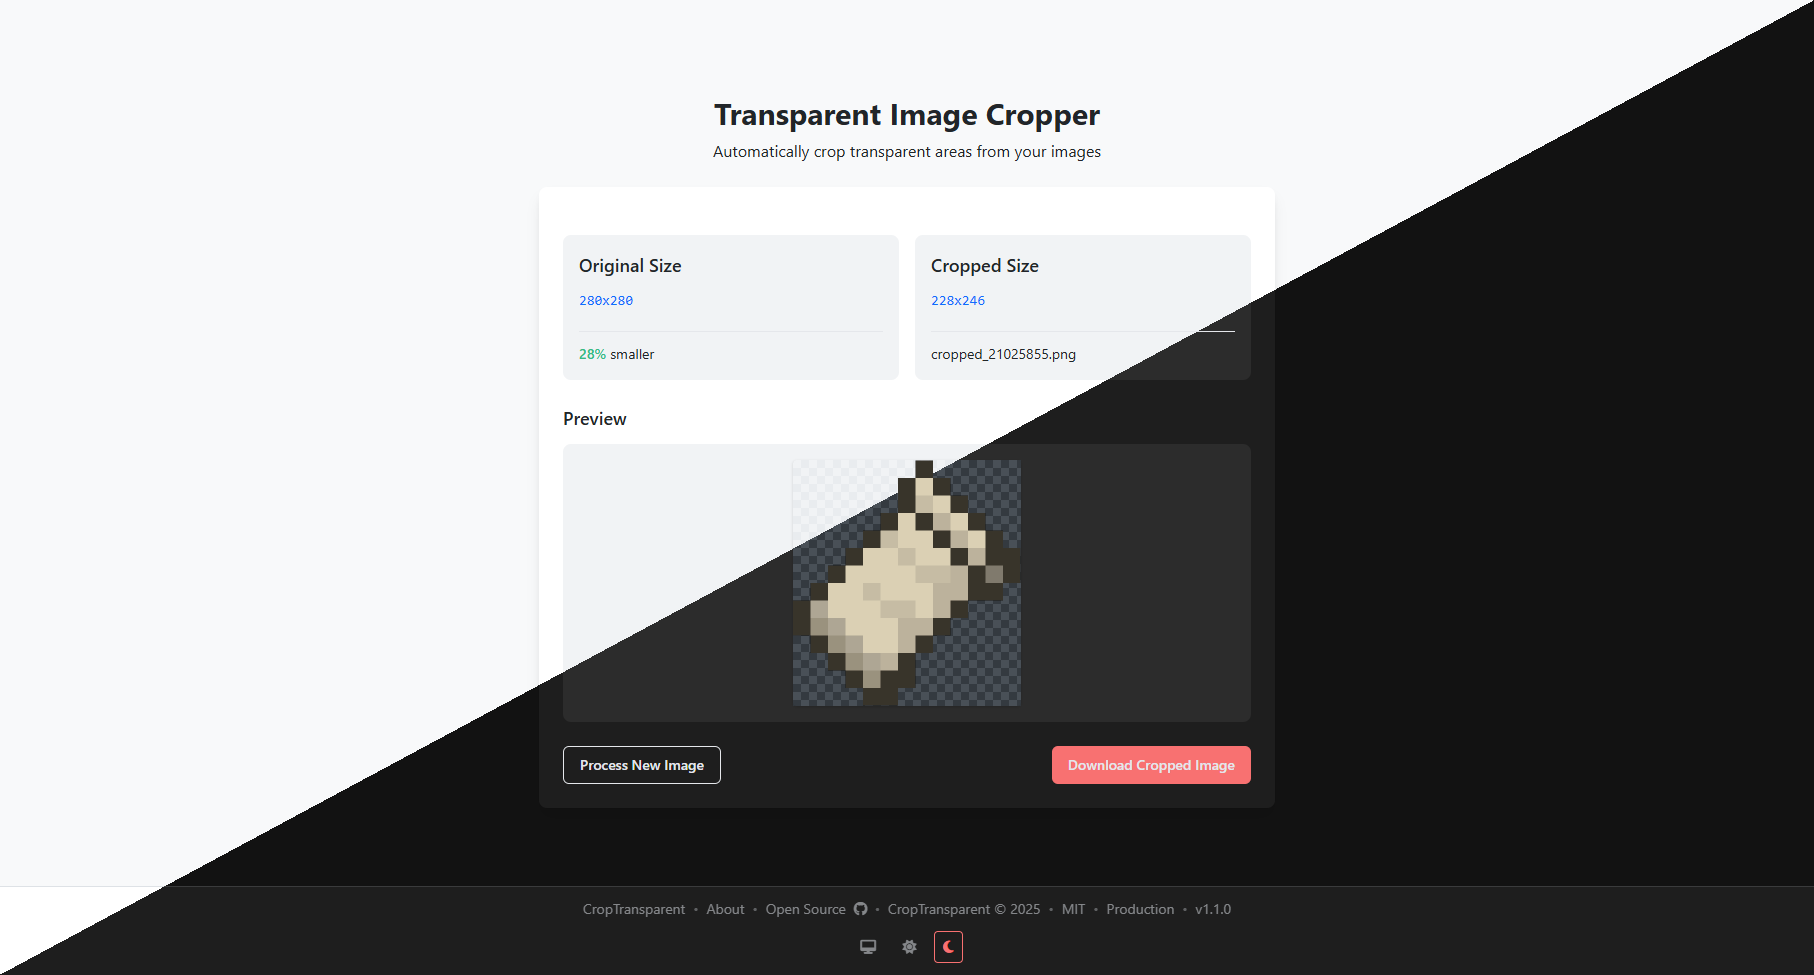 Transparent Image Cropper
Automatically crop transparent areas from your images
Original Size
280x280
28% smaller
Cropped Size
228x246
cropped_21025855.png
Preview
Process New Image
Download Cropped Image
CropTransparent • About • Open Source • CropTransparent © 2025 • MIT • Production • v1.1.0